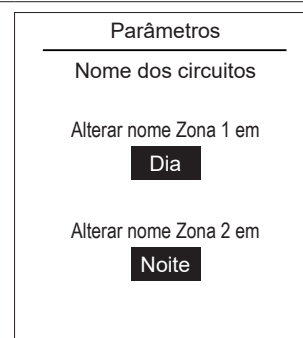 Parâmetros
Nome dos circuitos
Alterar nome Zona 1 em
Dia
Alterar nome Zona 2 em
Noite